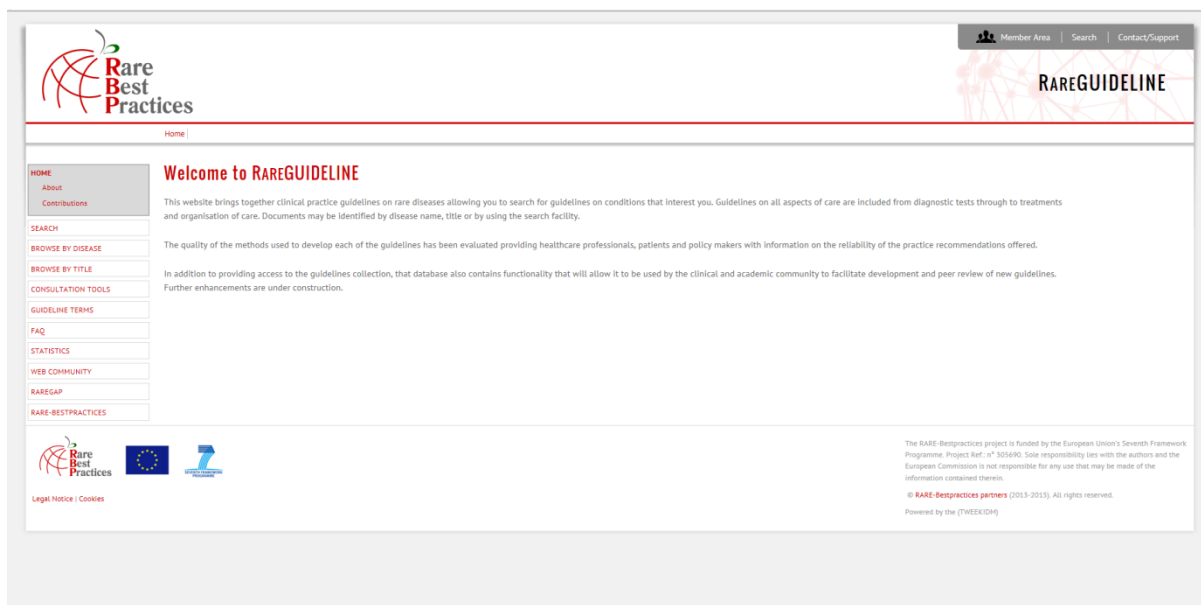 Member Area | Search | Contact/Support
Rare
Best
Practices
RAREGUIDELINE
Home
HOME
About
Contributions
SEARCH
BROWSE BY DISEASE
BROWSE BY TITLE
CONSULTATION TOOLS
GUIDELINE TERMS
FAQ
STATISTICS
WEB COMMUNITY
RAREGAP
RARE-BESTPRACTICES
Welcome to RAREGUIDELINE
This website brings together clinical practice guidelines on rare diseases allowing you to search for guidelines on conditions that interest you. Guidelines on all aspects of care are included from diagnostic tests through to treatments
and organisation of care. Documents may be identified by disease name, title or by using the search facility.
The quality of the methods used to develop each of the guidelines has been evaluated providing healthcare professionals, patients and policy makers with information on the reliability of the practice recommendations offered.
In addition to providing access to the guidelines collection, that database also contains functionality that will allow it to be used by the clinical and academic community to facilitate development and peer review of new guidelines.
Further enhancements are under construction.
Rare
Best
Practices
SEVENTH FRAMEWORK
PROGRAMME
Legal Notice | Cookies
The RARE-Bestpractices project is funded by the European Union's Seventh Framework
Programme. Project Ref.: n° 305690. Sole responsibility lies with the authors and the
European Commission is not responsible for any use that may be made of the
information contained therein.
© RARE-Bestpractices partners (2013-2015). All rights reserved.
Powered by the (TWEEK!DM)